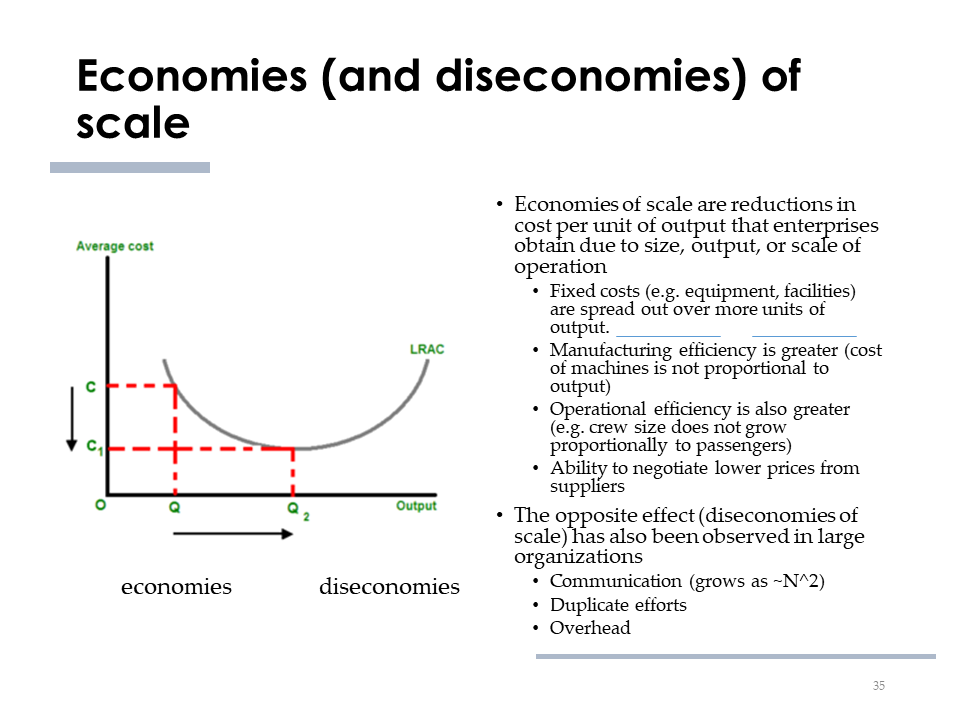 Economies (and diseconomies) of
scale
Average cost
LRAC
C
C1
O
Q
Q2
Output
economies
diseconomies
• Economies of scale are reductions in
cost per unit of output that enterprises
obtain due to size, output, or scale of
operation
• Fixed costs (e.g. equipment, facilities)
are spread out over more units of
output.
• Manufacturing efficiency is greater (cost
of machines is not proportional to
output)
• Operational efficiency is also greater
(e.g. crew size does not grow
proportionally to passengers)
• Ability to negotiate lower prices from
suppliers
• The opposite effect (diseconomies of
scale) has also been observed in large
organizations
• Communication (grows as ~N^2)
• Duplicate efforts
• Overhead
35